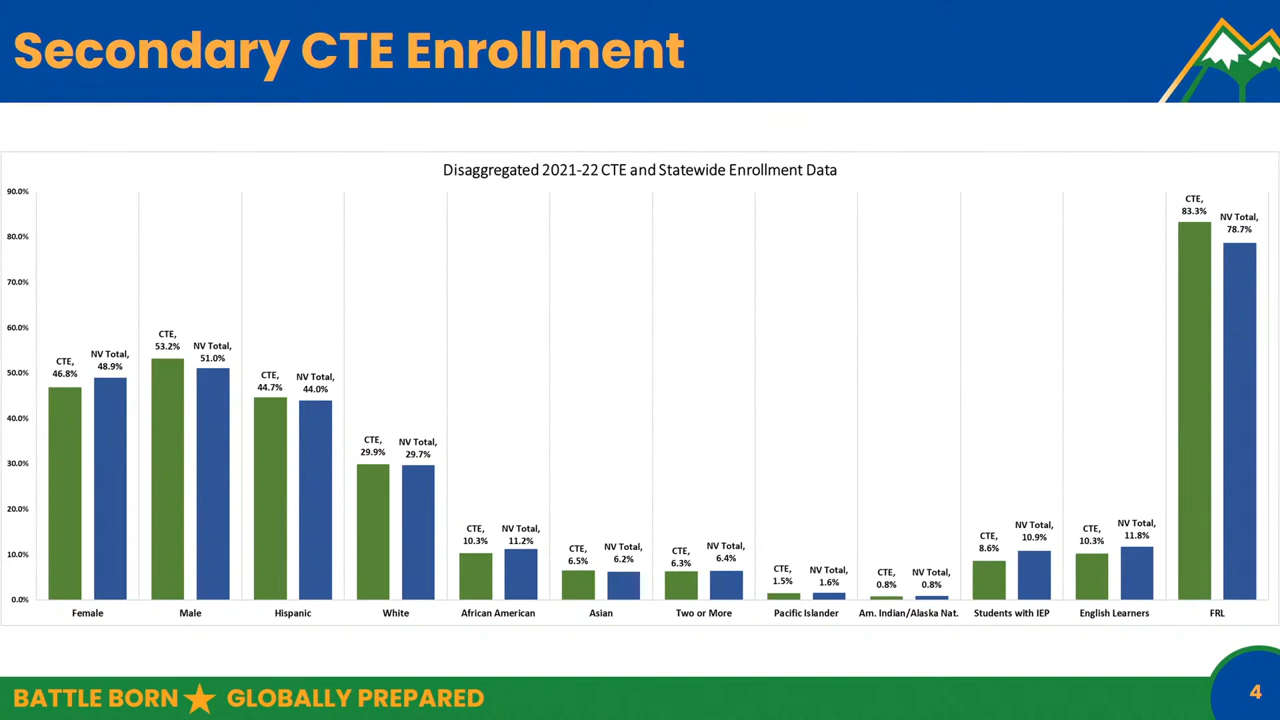 Secondary CTE Enrollment
Disaggregated 2021-22 CTE and Statewide Enrollment Data
90.0%
80.0%
70.0%
60.0%
50.0%
40.0%
30.0%
20.0%
10.0%
0.0%
CTE,
46.8%
NV Total,
48.9%
CTE,
53.2%
NV Total,
51.0%
CTE,
44.7%
NV Total,
44.0%
CTE,
29.9%
NV Total,
29.7%
CTE,
10.3%
NV Total,
11.2%
CTE,
6.5%
NV Total,
6.2%
CTE,
6.3%
NV Total,
6.4%
CTE,
1.5%
NV Total,
1.6%
CTE,
0.8%
NV Total,
0.8%
CTE,
8.6%
NV Total,
10.9%
CTE,
10.3%
NV Total,
11.8%
CTE,
83.3%
NV Total,
78.7%
Female
Male
Hispanic
White
African American
Asian
Two or More
Pacific Islander
Am. Indian/Alaska Nat.
Students with IEP
English Learners
FRL
BATTLE BORN GLOBALLY PREPARED
4